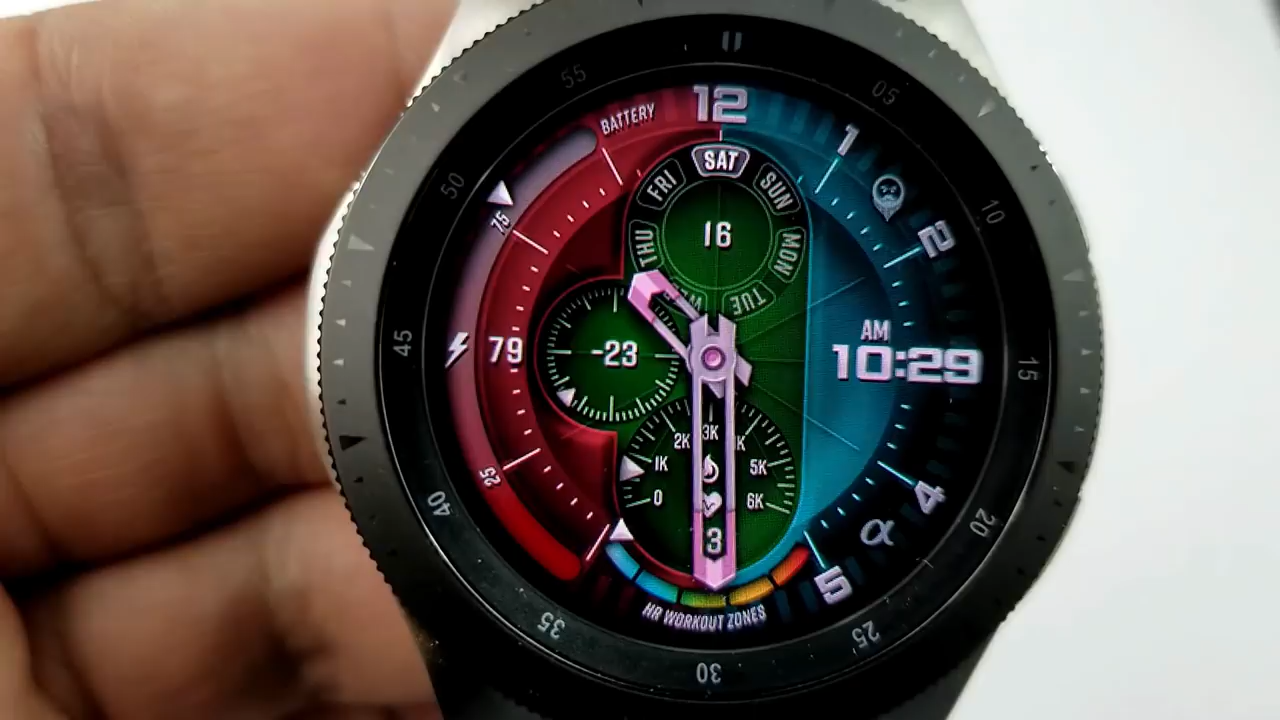 55
05
50
10
45
15
40
20
35
25
30
BATTERY
12
1
2
4
5
SAT
FRI
SUN
THU
MON
TUE
16
75
79
25
-23
AM
10:29
2K
3K
1K
5K
0
6K
3
HR WORKOUT ZONES